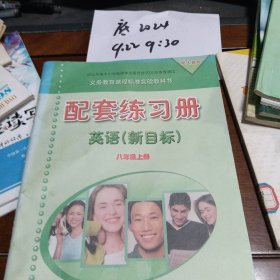 2024
9:22 9:30
义务教育课程标准实验教科书
配套练习册
英语(新目标)
八年级上册